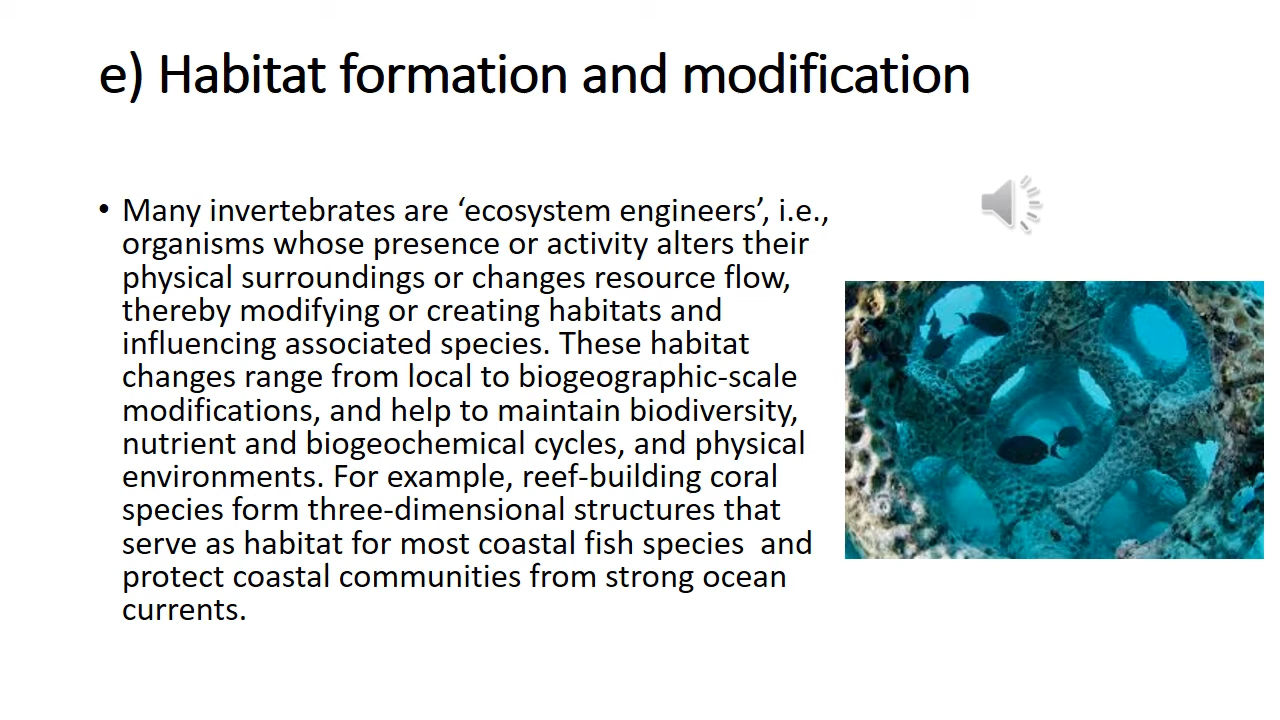 e) Habitat formation and modification
• Many invertebrates are ‘ecosystem engineers’, i.e.,
organisms whose presence or activity alters their
physical surroundings or changes resource flow,
thereby modifying or creating habitats and
influencing associated species. These habitat
changes range from local to biogeographic-scale
modifications, and help to maintain biodiversity,
nutrient and biogeochemical cycles, and physical
environments. For example, reef-building coral
species form three-dimensional structures that
serve as habitat for most coastal fish species  and
protect coastal communities from strong ocean
currents.